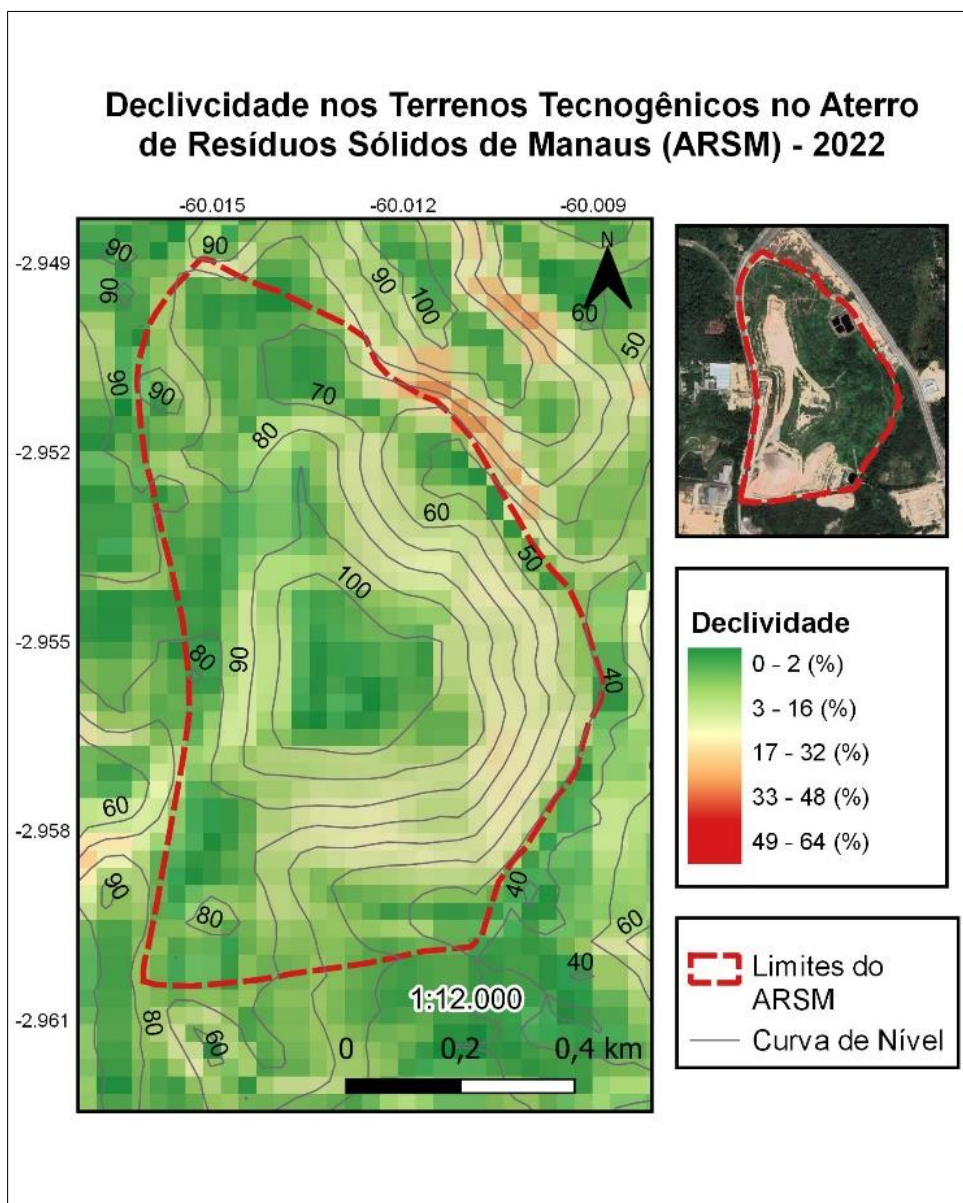 Declivcidade nos Terrenos Tecnogênicos no Aterro
de Resíduos Sólidos de Manaus (ARSM) - 2022
-60.015
-60.012
-60.009
-2.949
-2.952
-2.955
-2.958
-2.961
N
90
90
90
90
90
90
100
60
50
70
80
60
50
100
90
80
40
60
90
80
40
60
40
80
60
1:12.000
0
0,2
0,4 km
Declividade
0 - 2 (%)
3 - 16 (%)
17 - 32 (%)
33 - 48 (%)
49 - 64 (%)
Limites do
ARSM
Curva de Nível